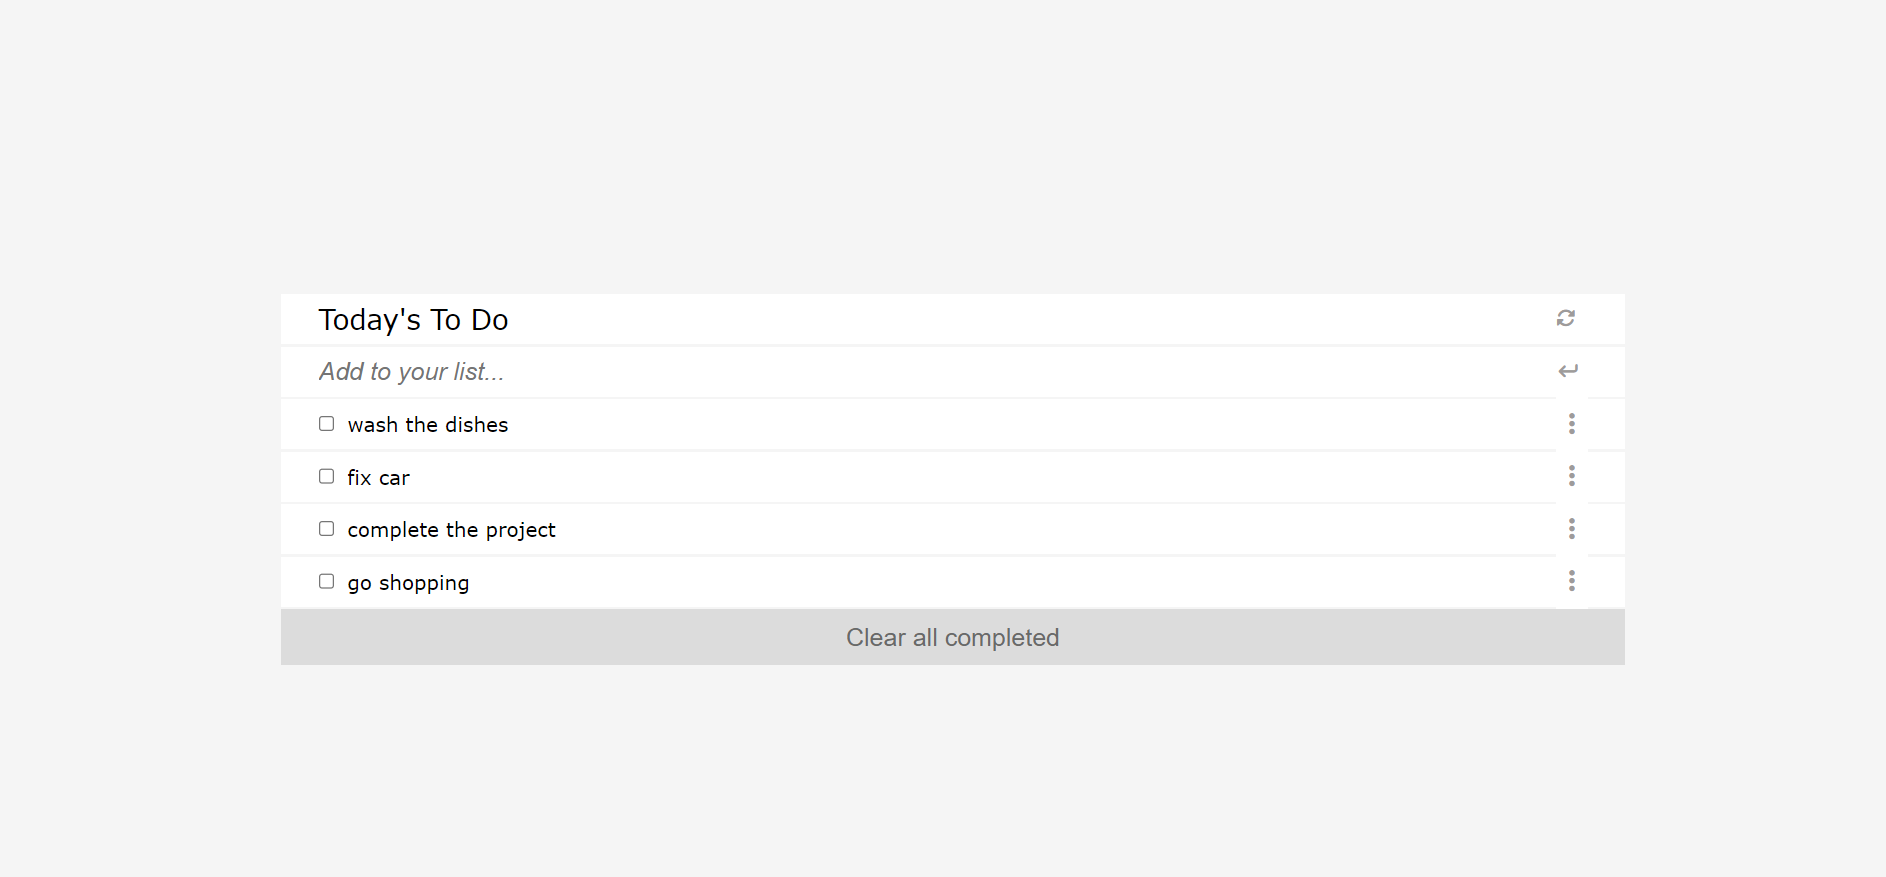 Today's To Do
Add to your list...
wash the dishes
fix car
complete the project
go shopping
Clear all completed